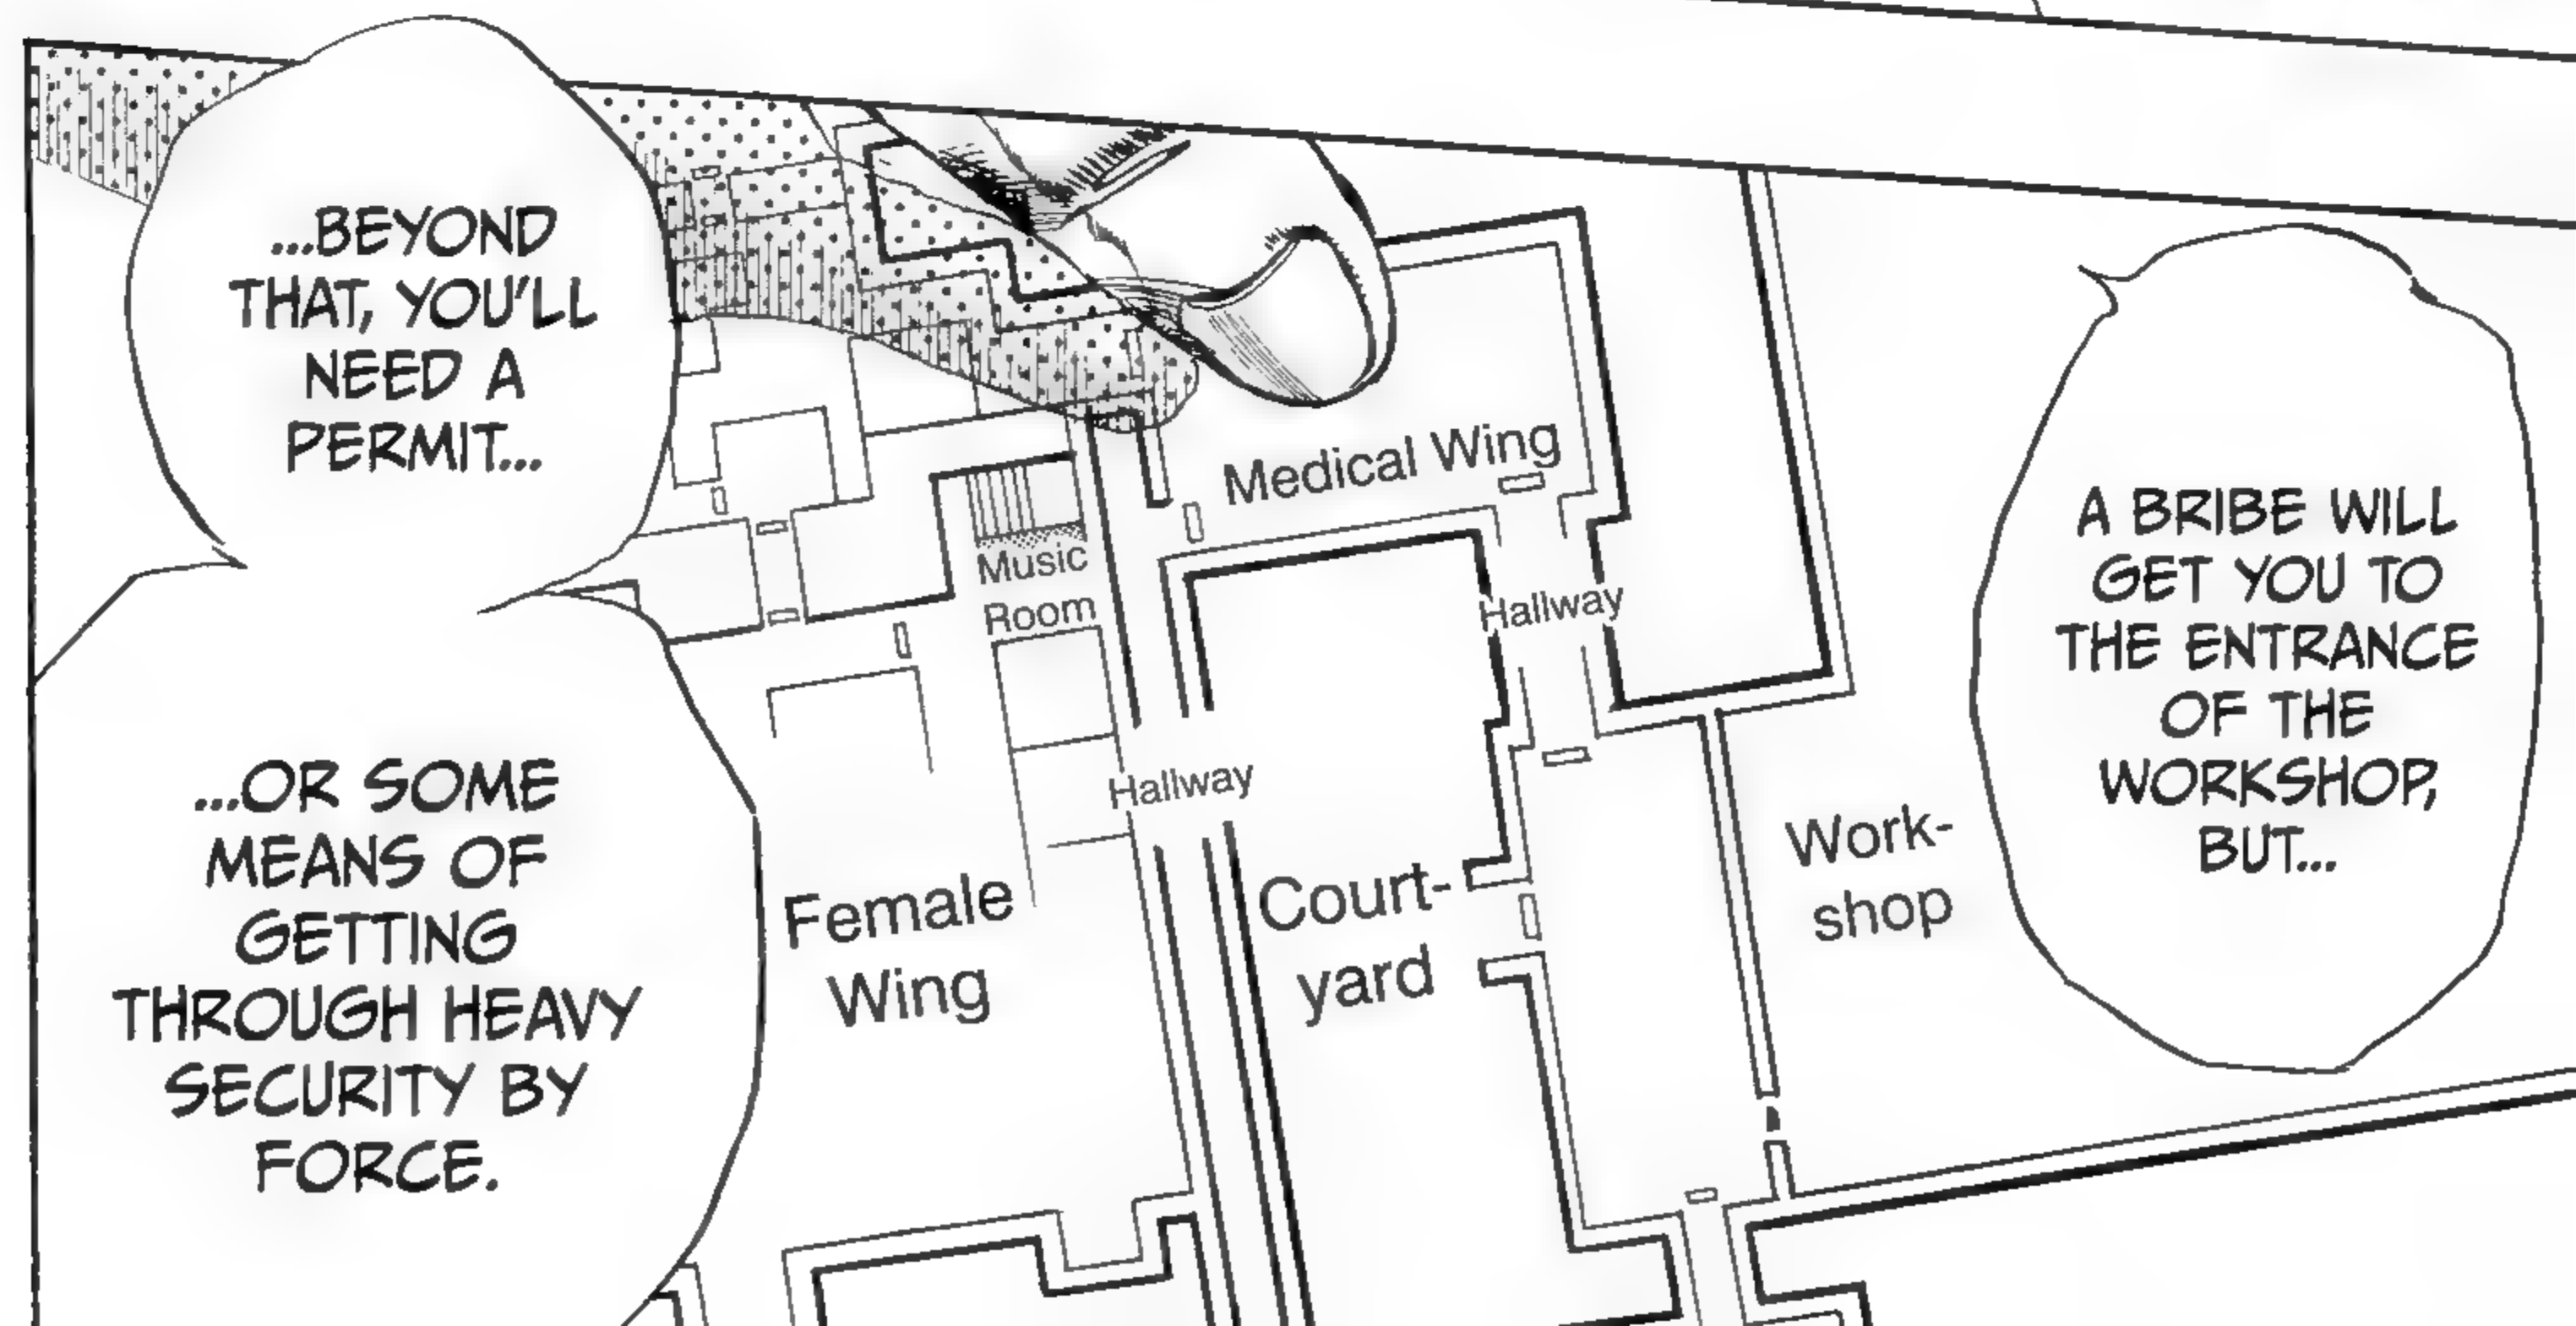 A BRIBE WILL
GET YOU TO
THE ENTRANCE
OF THE
WORKSHOP,
BUT...
...BEYOND
THAT, YOU'LL
NEED A
PERMIT...
...OR SOME
MEANS OF
GETTING
THROUGH HEAVY
SECURITY BY
FORCE.
Medical Wing
Music
Room
Hallway
Hallway
Work-
shop
Court-
yard
Female
Wing